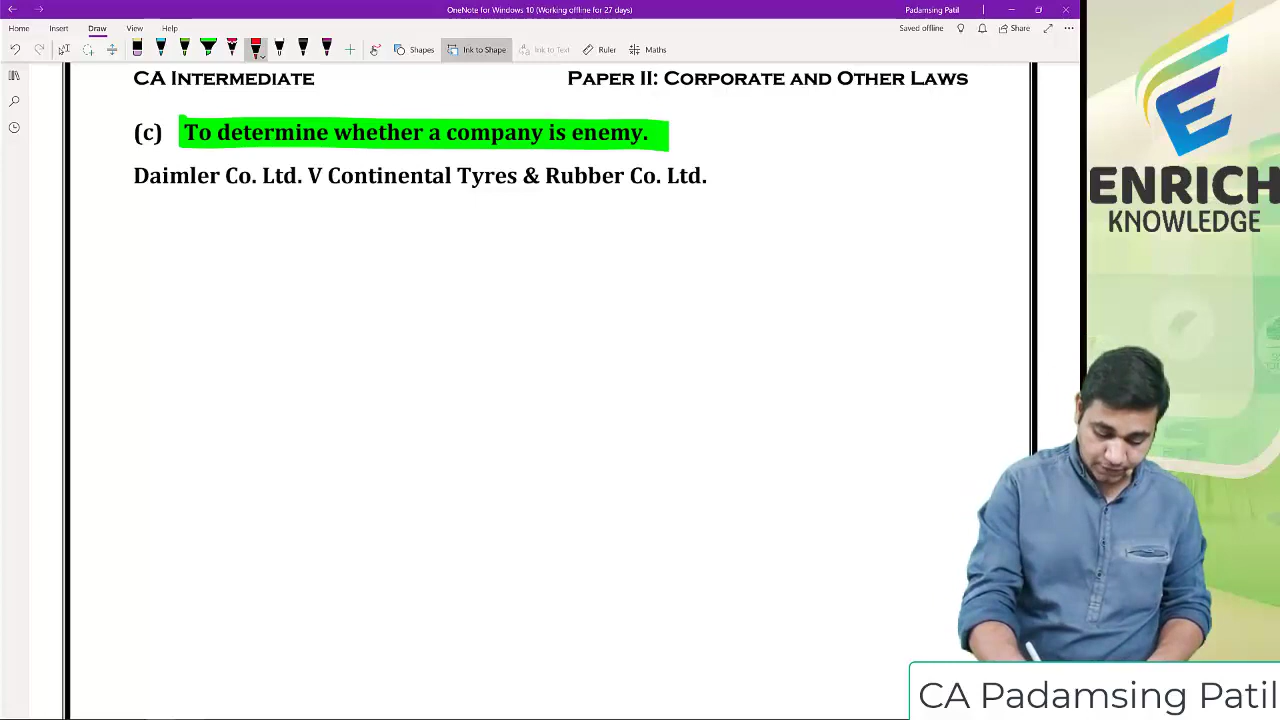 OneNote for Windows 10 (Working offline for 27 days)
Padamsing Patil
Home Insert Draw View Help
Saved offline
Share
Shapes
Ink to Shape
Ink to Text
Ruler
Maths
CA Intermediate
Paper II: Corporate and Other Laws
(c) To determine whether a company is enemy.
Daimler Co. Ltd. V Continental Tyres & Rubber Co. Ltd.
ENRICH
KNOWLEDGE
CA Padamsing Patil